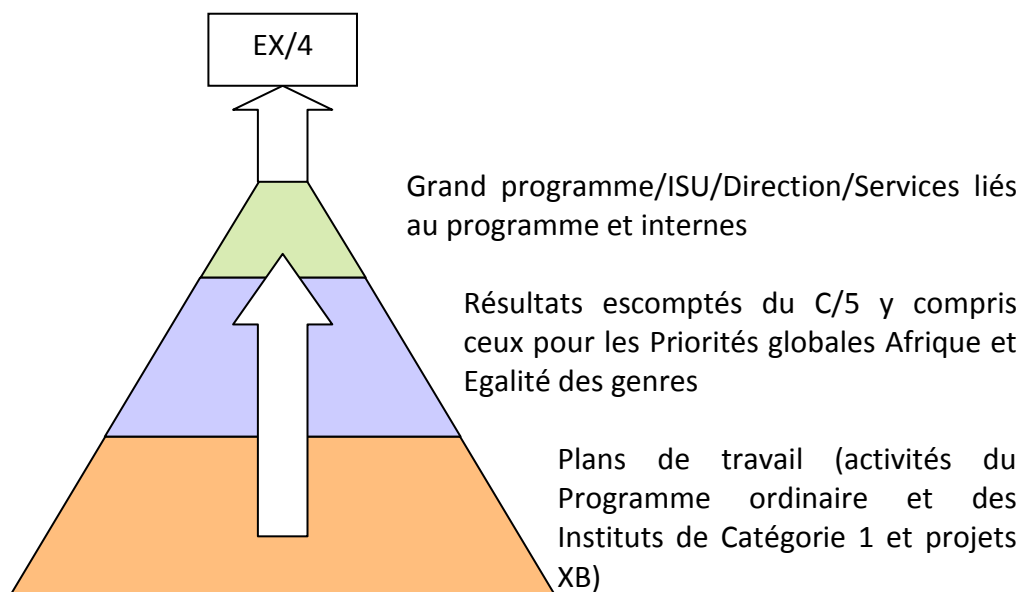 EX/4
Grand programme/ISU/Direction/Services liés
au programme et internes
Résultats escomptés du C/5 y compris
ceux pour les Priorités globales Afrique et
Egalité des genres
Plans de travail (activités du
Programme ordinaire et des
Instituts de Catégorie 1 et projets
XB)